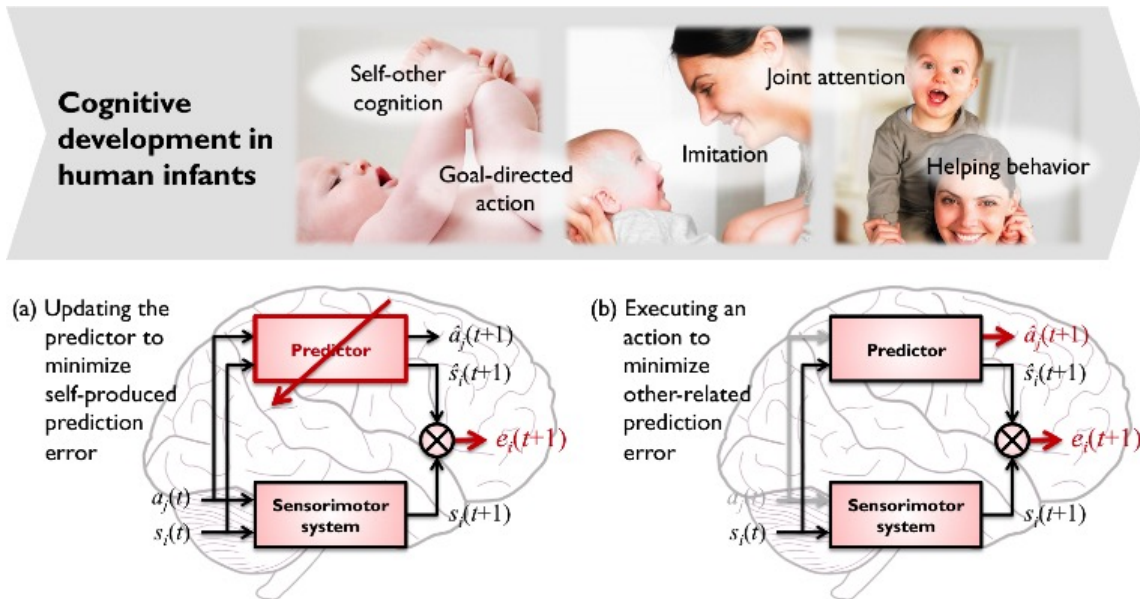 Cognitive
development in
human infants
Self-other
cognition
Goal-directed
action
Imitation
Joint attention
Helping behavior
(a) Updating the
predictor to
minimize
self-produced
prediction
error
Predictor
âⱼ(t+1)
ŝᵢ(t+1)
eᵢ(t+1)
aⱼ(t)
sᵢ(t)
Sensorimotor
system
sᵢ(t+1)
(b) Executing an
action to
minimize
other-related
prediction
error
Predictor
âⱼ(t+1)
ŝᵢ(t+1)
eᵢ(t+1)
aⱼ(t)
sᵢ(t)
Sensorimotor
system
sᵢ(t+1)